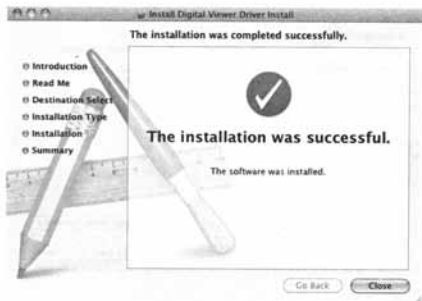 Install Digital Viewer Driver Install
The installation was completed successfully.
Introduction
Read Me
Destination Select
Installation Type
Installation
Summary
The installation was successful.
The software was installed.
Go Back
Close